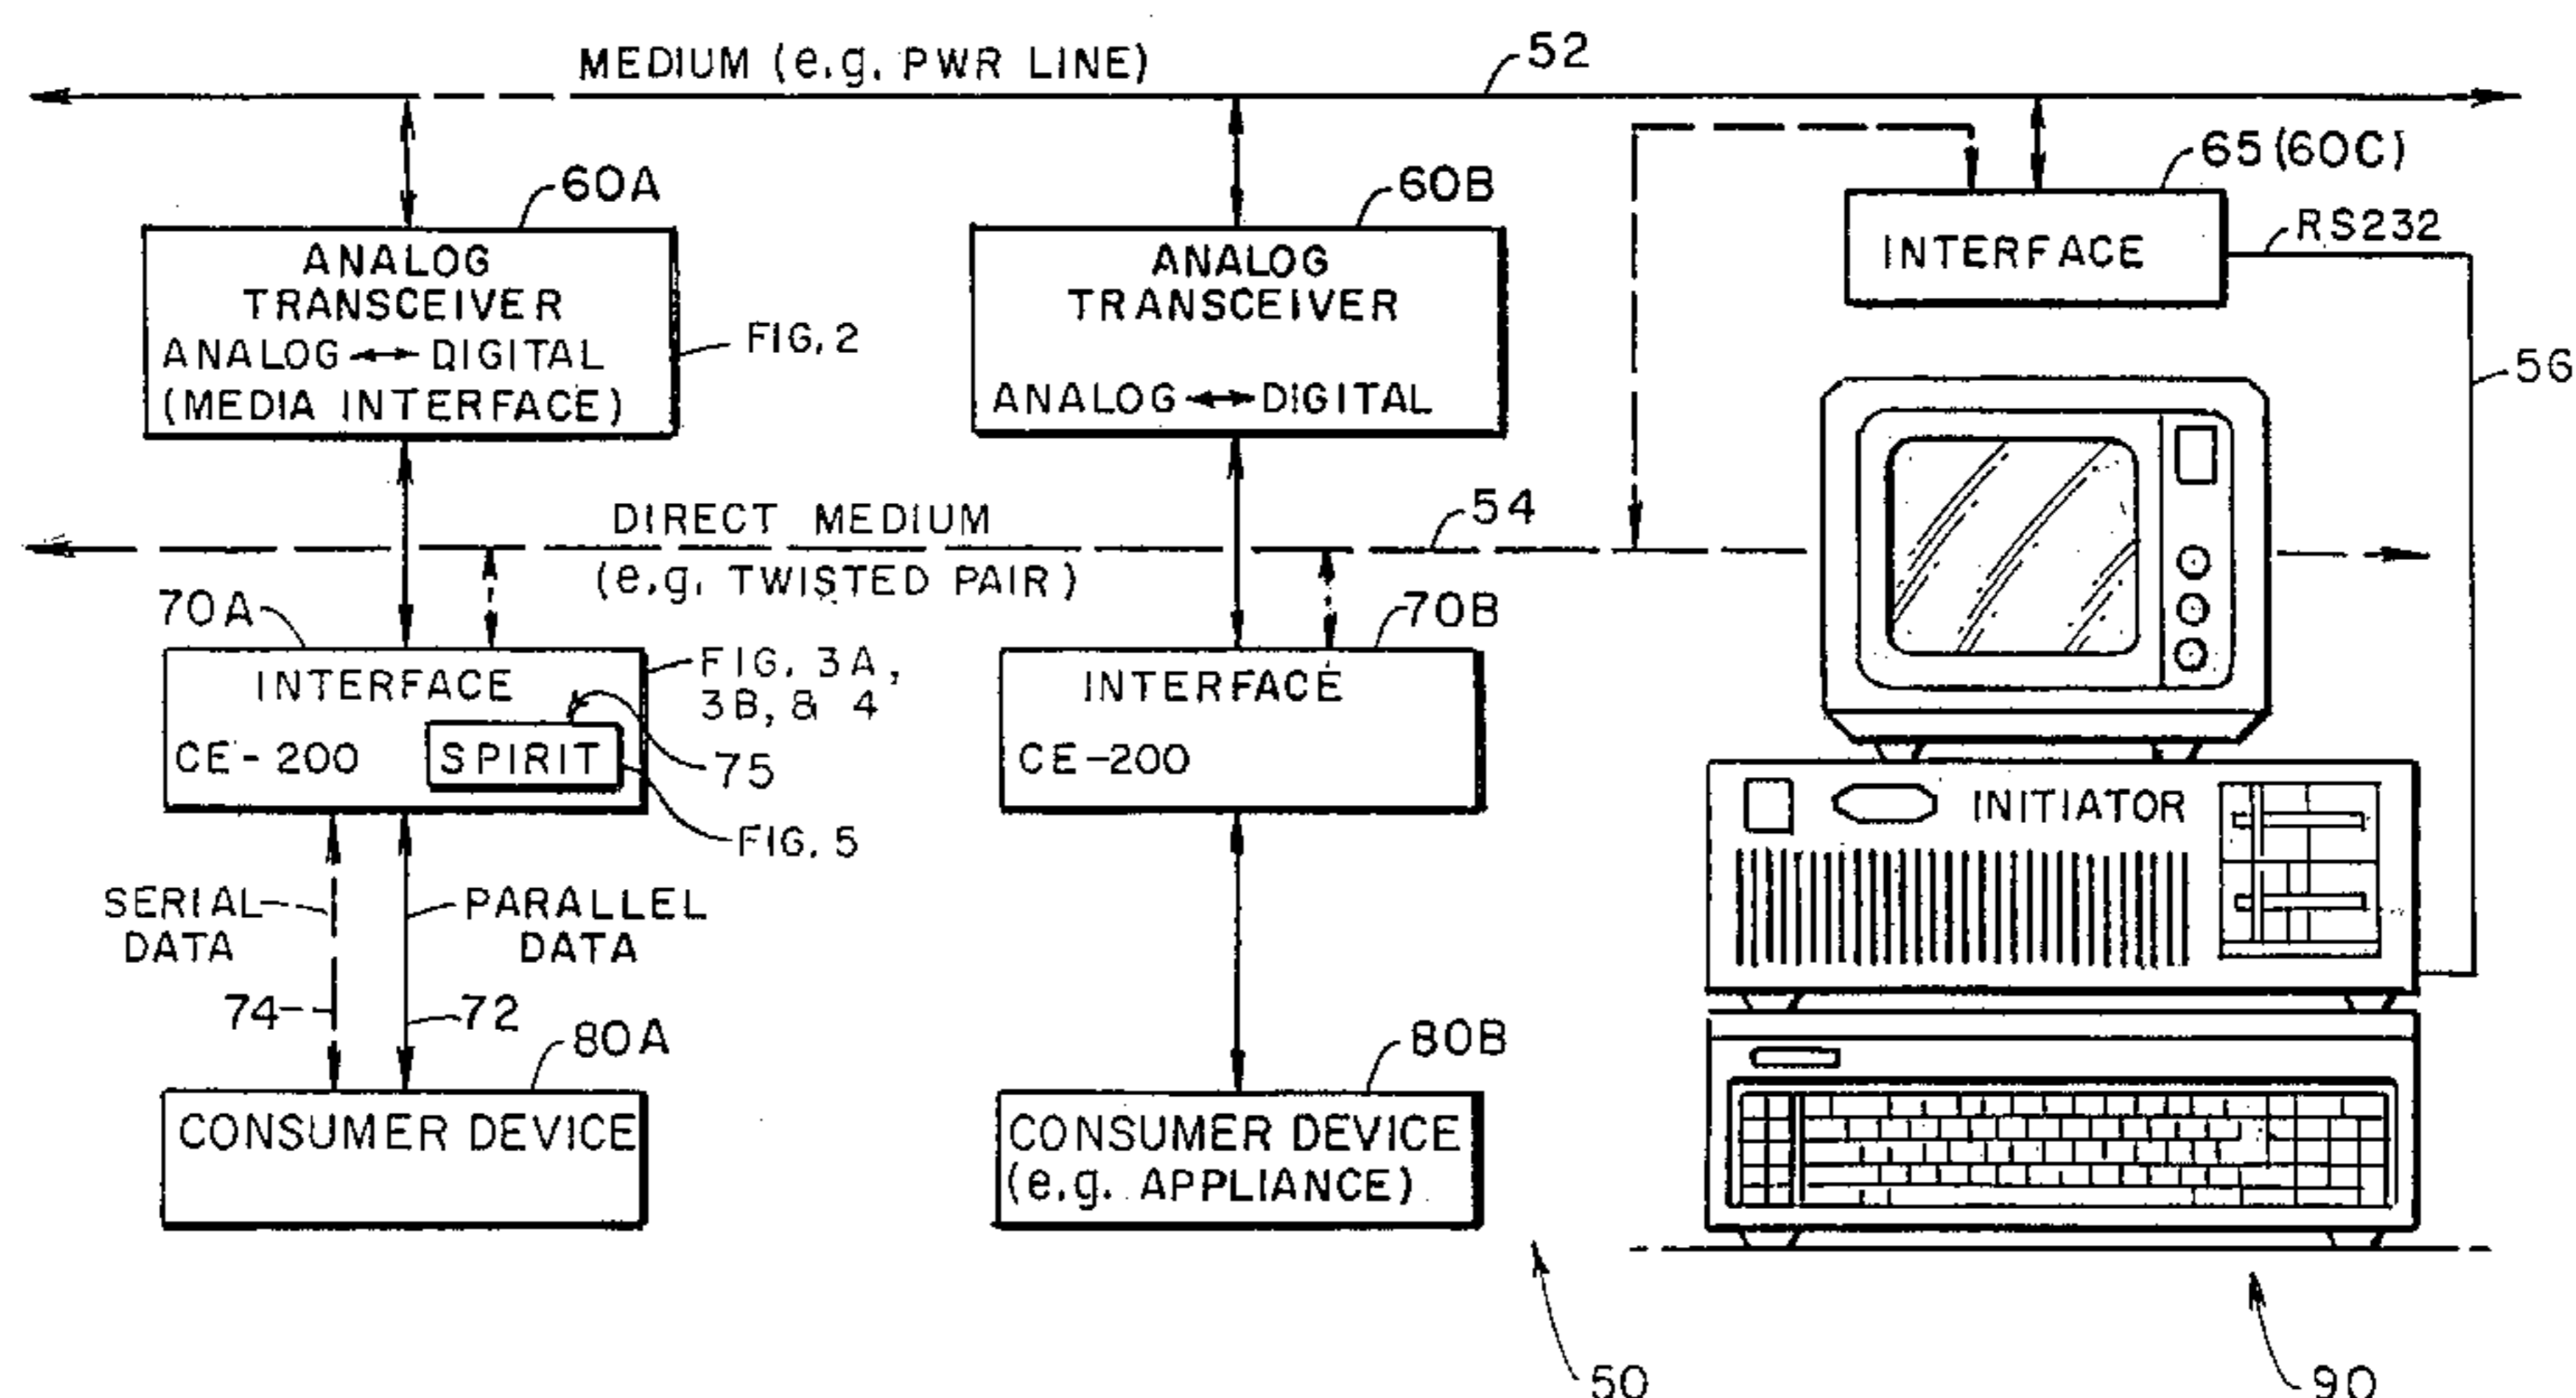 MEDIUM (e.g. PWR LINE)
52
60A
60B
65 (60C)
ANALOG
TRANSCEIVER
ANALOG ↔ DIGITAL
(MEDIA INTERFACE)
FIG. 2
ANALOG
TRANSCEIVER
ANALOG ↔ DIGITAL
INTERFACE
RS232
56
DIRECT MEDIUM
(e.g. TWISTED PAIR)
54
70A
INTERFACE
CE-200
SPIRIT
FIG. 3A,
3B, & 4
75
FIG. 5
70B
INTERFACE
CE-200
INITIATOR
SERIAL
DATA
PARALLEL
DATA
74
72
80A
CONSUMER DEVICE
80B
CONSUMER DEVICE
(e.g. APPLIANCE)
50
90